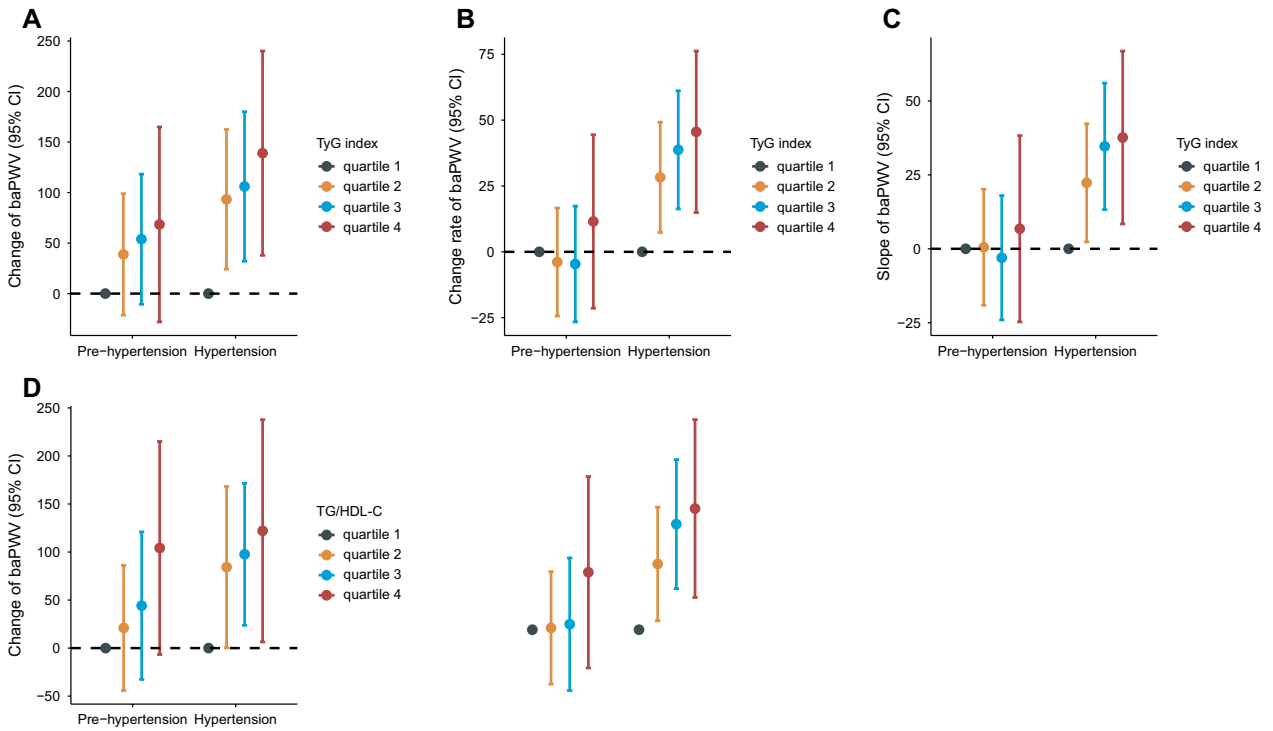 A
Change of baPWV (95% CI)
250
200
150
100
50
0
Pre−hypertension
Hypertension
TyG index
quartile 1
quartile 2
quartile 3
quartile 4
B
Change rate of baPWV (95% CI)
75
50
25
0
−25
Pre−hypertension
Hypertension
TyG index
quartile 1
quartile 2
quartile 3
quartile 4
C
Slope of baPWV (95% CI)
50
25
0
−25
Pre−hypertension
Hypertension
TyG index
quartile 1
quartile 2
quartile 3
quartile 4
D
Change of baPWV (95% CI)
250
200
150
100
50
0
−50
Pre−hypertension
Hypertension
TG/HDL-C
quartile 1
quartile 2
quartile 3
quartile 4